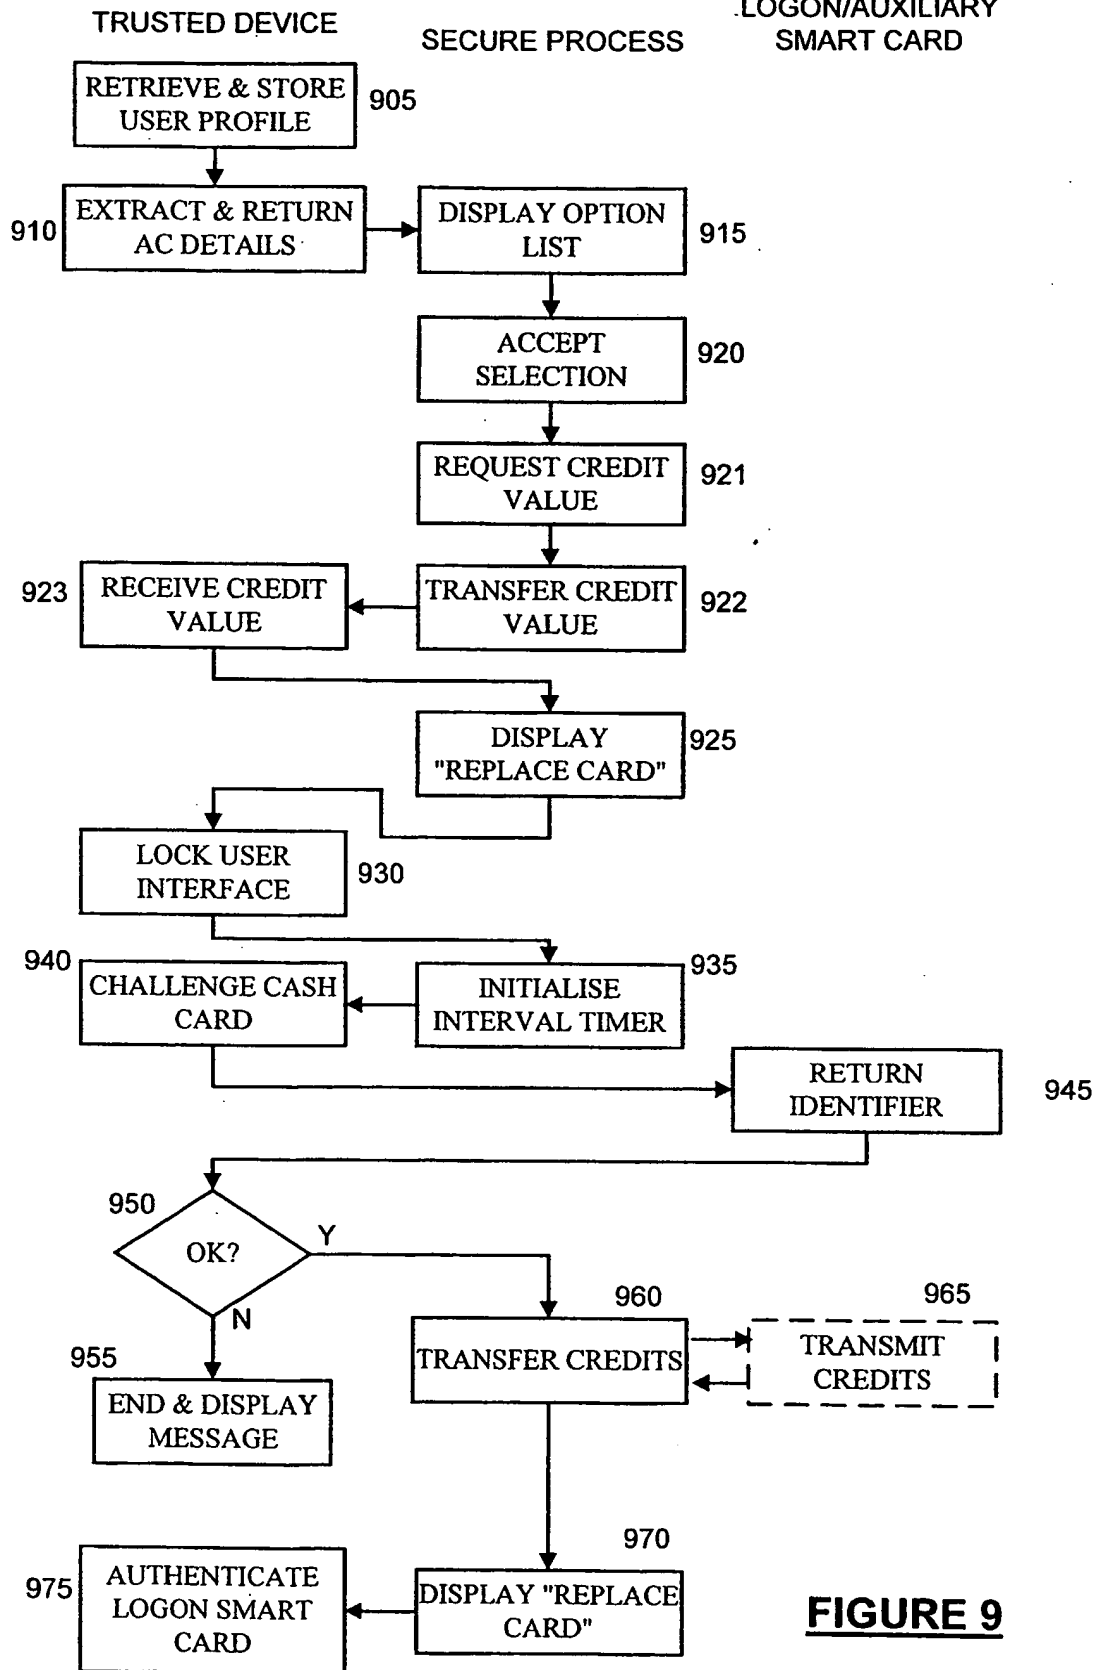 TRUSTED DEVICE
SECURE PROCESS
LOGON/AUXILIARY
SMART CARD
RETRIEVE & STORE
USER PROFILE
905
910
EXTRACT & RETURN
AC DETAILS
DISPLAY OPTION
LIST
915
ACCEPT
SELECTION
920
REQUEST CREDIT
VALUE
921
923
RECEIVE CREDIT
VALUE
TRANSFER CREDIT
VALUE
922
DISPLAY
"REPLACE CARD"
925
LOCK USER
INTERFACE
930
940
CHALLENGE CASH
CARD
INITIALISE
INTERVAL TIMER
935
RETURN
IDENTIFIER
945
950
OK?
Y
N
955
END & DISPLAY
MESSAGE
960
TRANSFER CREDITS
965
TRANSMIT
CREDITS
970
DISPLAY "REPLACE
CARD"
975
AUTHENTICATE
LOGON SMART
CARD
FIGURE 9